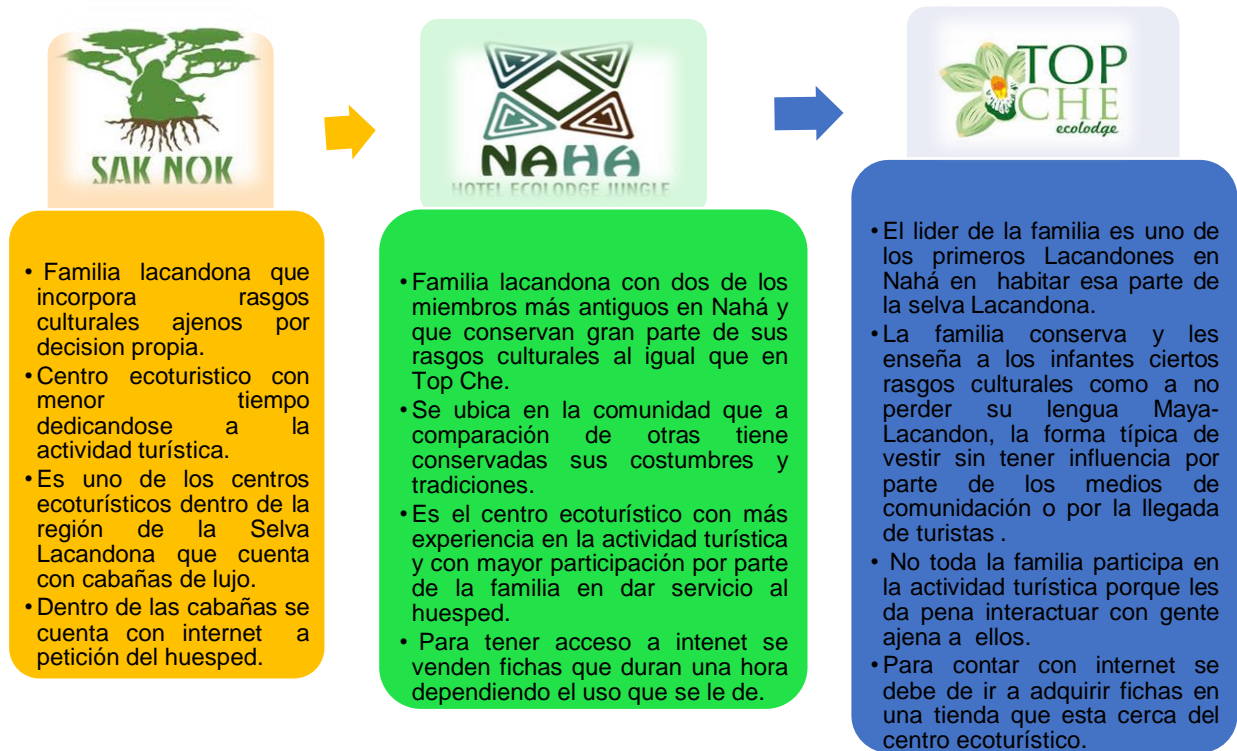 SAK NOK
• Familia lacandona que
incorpora rasgos
culturales ajenos por
decision propia.
• Centro ecoturistico con
menor tiempo
dedicandose a la
actividad turística.
• Es uno de los centros
ecoturísticos dentro de la
región de la Selva
Lacandona que cuenta
con cabañas de lujo.
• Dentro de las cabañas se
cuenta con internet a
petición del huesped.
NAHA
HOTEL ECOLODGE JUNGLE
• Familia lacandona con dos de los
miembros más antiguos en Nahá y
que conservan gran parte de sus
rasgos culturales al igual que en
Top Che.
• Se ubica en la comunidad que a
comparación de otras tiene
conservadas sus costumbres y
tradiciones.
• Es el centro ecoturístico con más
experiencia en la actividad turística
y con mayor participación por parte
de la familia en dar servicio al
huesped.
• Para tener acceso a intenet se
venden fichas que duran una hora
dependiendo el uso que se le de.
TOP
CHE
ecolodge
• El lider de la familia es uno de
los primeros Lacandones en
Nahá en habitar esa parte de
la selva Lacandona.
• La familia conserva y les
enseña a los infantes ciertos
rasgos culturales como a no
perder su lengua Maya-
Lacandon, la forma típica de
vestir sin tener influencia por
parte de los medios de
comunidación o por la llegada
de turistas .
• No toda la familia participa en
la actividad turística porque les
da pena interactuar con gente
ajena a ellos.
• Para contar con internet se
debe de ir a adquirir fichas en
una tienda que esta cerca del
centro ecoturístico.